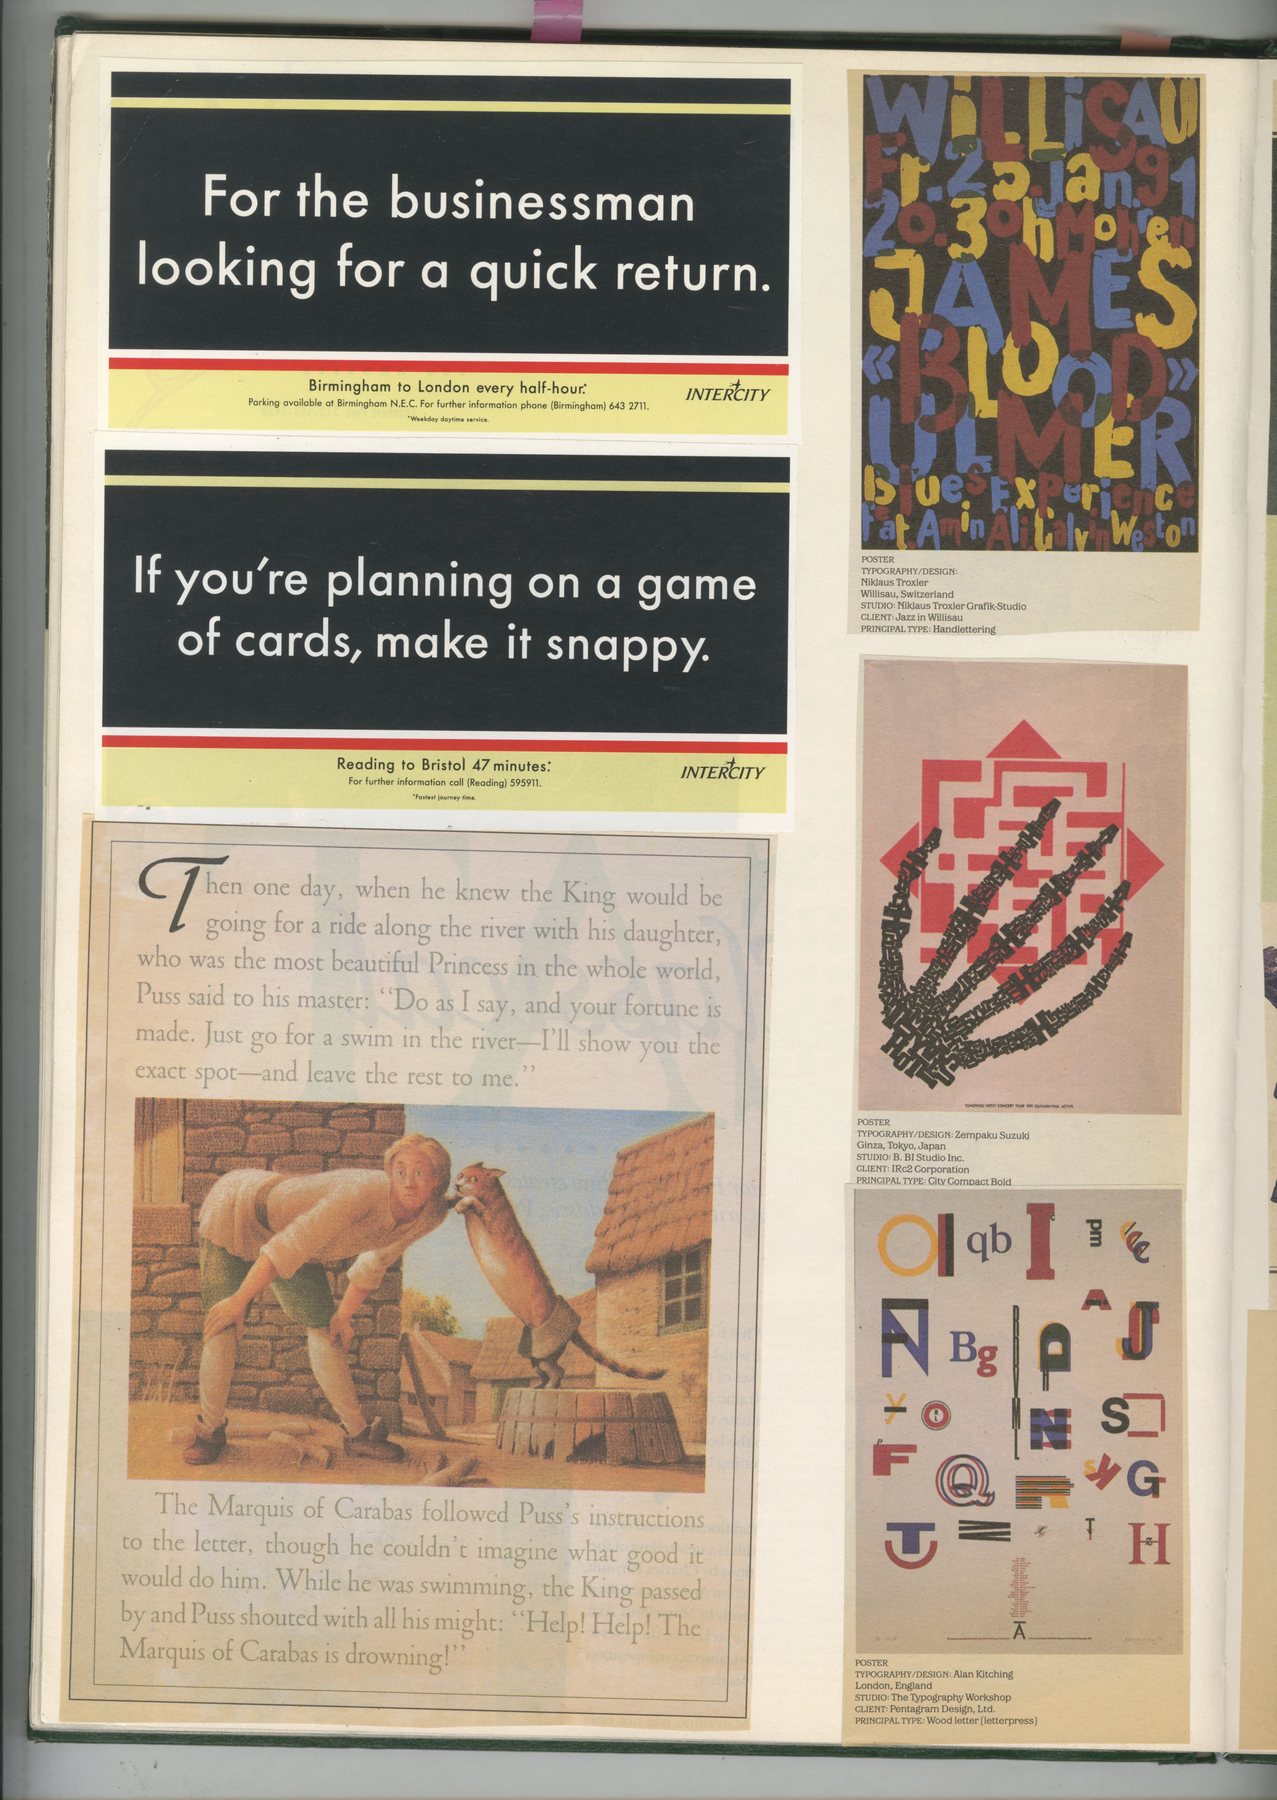 For the businessman
looking for a quick return.
Birmingham to London every half-hour.*
Parking available at Birmingham N.E.C. For further information phone (Birmingham) 643 2711.
*Weekday daytime service.
INTERCITY
If you're planning on a game
of cards, make it snappy.
Reading to Bristol 47 minutes.*
For further information call (Reading) 595911.
*Fastest journey time.
INTERCITY
Then one day, when he knew the King would be
going for a ride along the river with his daughter,
who was the most beautiful Princess in the whole world,
Puss said to his master: “Do as I say, and your fortune is
made. Just go for a swim in the river—I'll show you the
exact spot—and leave the rest to me.”
The Marquis of Carabas followed Puss's instructions
to the letter, though he couldn't imagine what good it
would do him. While he was swimming, the King passed
by and Puss shouted with all his might: “Help! Help! The
Marquis of Carabas is drowning!”
WiLLiSAU
Fr.25.Jan.91
20.30h Mohren
JAMES
«BLOOD»
ULMER
Blues Experience
feat. Amin Ali Calvin Weston
POSTER
TYPOGRAPHY/DESIGN:
Niklaus Troxler
Willisau, Switzerland
STUDIO: Niklaus Troxler Grafik-Studio
CLIENT: Jazz in Willisau
PRINCIPAL TYPE: Handlettering
POSTER
TYPOGRAPHY/DESIGN: Zempaku Suzuki
Ginza, Tokyo, Japan
STUDIO: B. BI Studio Inc.
CLIENT: IRc2 Corporation
PRINCIPAL TYPE: City Compact Bold
O qb I c pm
N Bg P A J
y O N S
p F Q sy G
T H
A
POSTER
TYPOGRAPHY/DESIGN: Alan Kitching
London, England
STUDIO: The Typography Workshop
CLIENT: Pentagram Design, Ltd.
PRINCIPAL TYPE: Wood letter (letterpress)